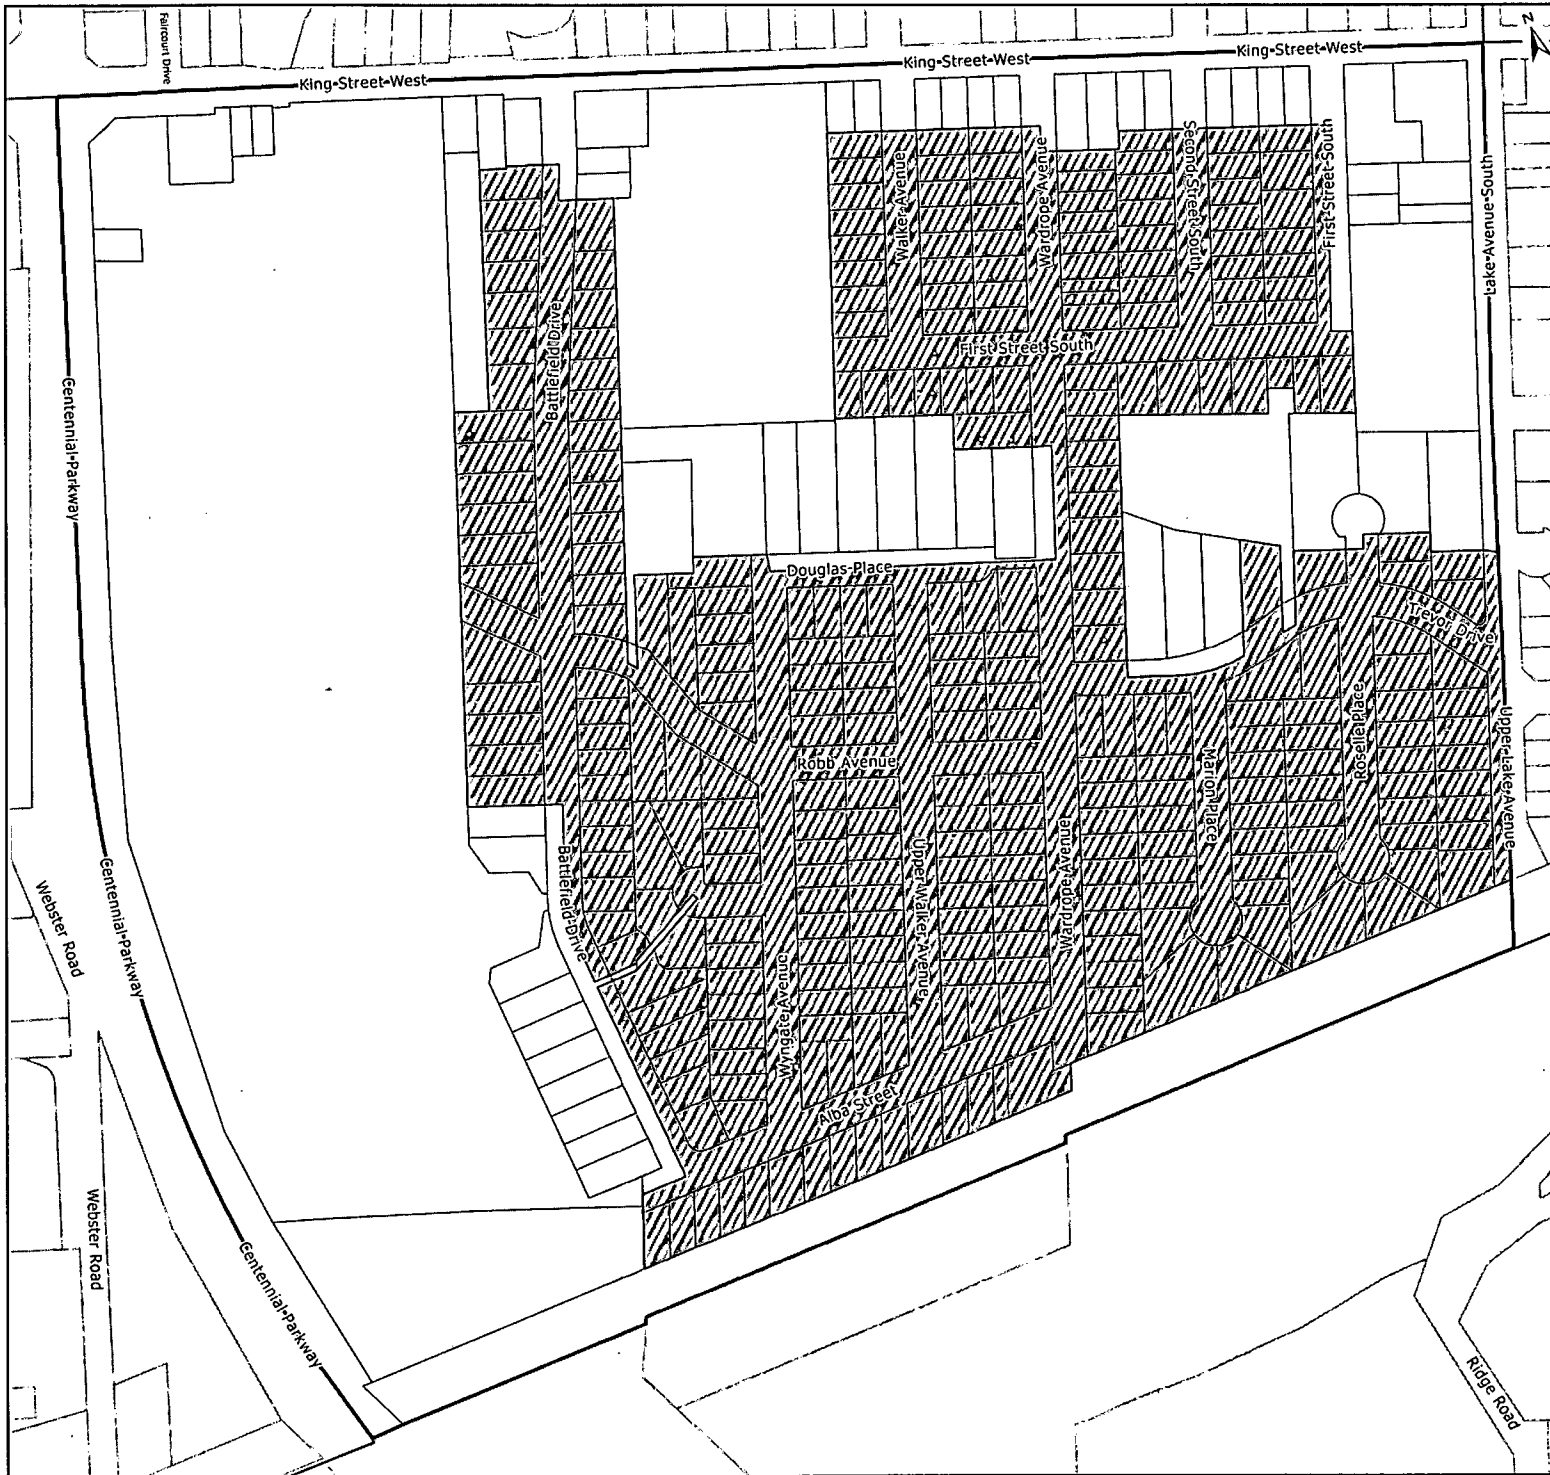 Faircourt Drive
N
King Street West
King Street West
King Street West
Walker Avenue
Wardrope Avenue
Second Street South
First Street South
Lake Avenue South
Battlefield Drive
First Street South
Centennial Parkway
Douglas Place
Trevor Drive
Roselle Place
Upper Lake Avenue
Marion Place
Robb Avenue
Battlefield Drive
Upper Walker Avenue
Wardrope Avenue
Centennial Parkway
Webster Road
Wyngate Avenue
Alba Street
Webster Road
Centennial Parkway
Ridge Road